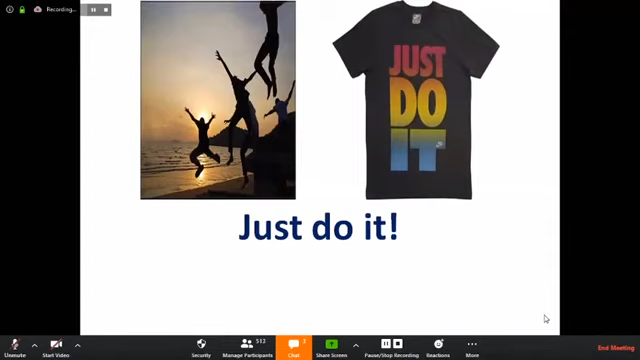 Recording...
JUST
DO
IT
Just do it!
Unmute
Start Video
Security
512
Manage Participants
Chat
Share Screen
Pause/Stop Recording
Reactions
More
End Meeting